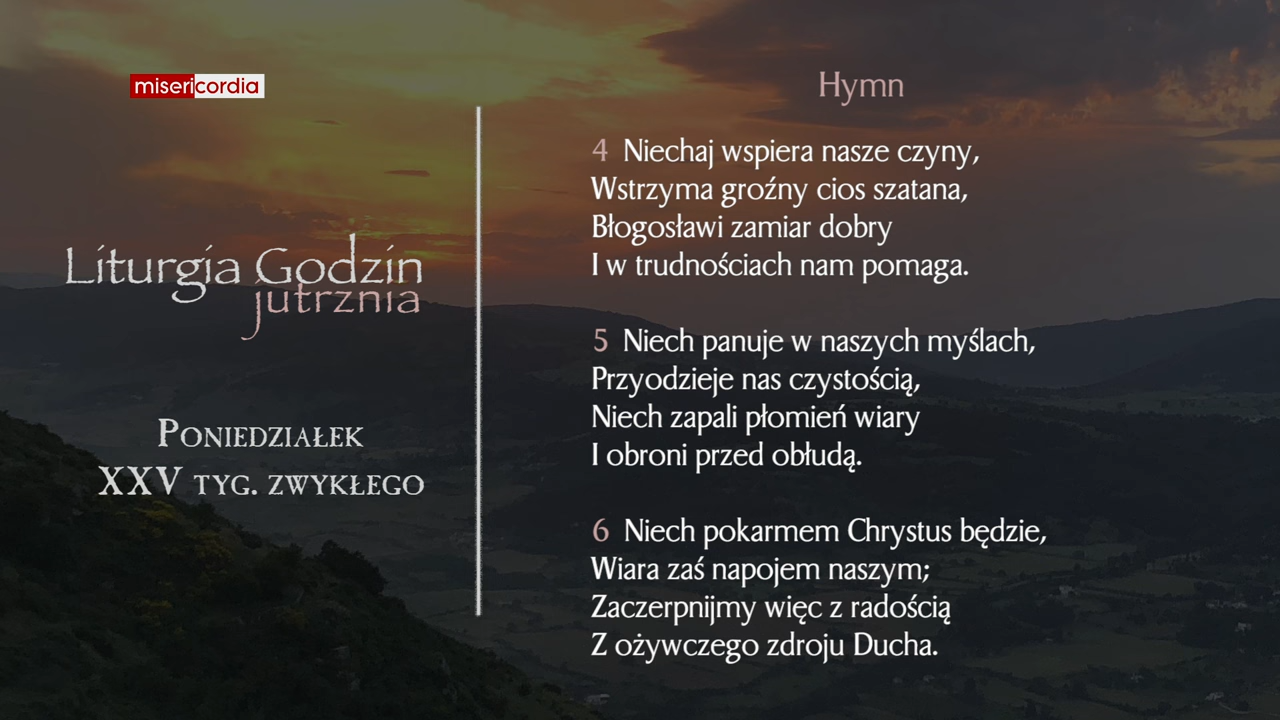 misericordia
Liturgia Godzin
jutrznia
Poniedziałek
XXV tyg. zwykłego
Hymn
4 Niechaj wspiera nasze czyny,
Wstrzyma groźny cios szatana,
Błogosławi zamiar dobry
I w trudnościach nam pomaga.
5 Niech panuje w naszych myślach,
Przyodzieje nas czystością,
Niech zapali płomień wiary
I obroni przed obłudą.
6 Niech pokarmem Chrystus będzie,
Wiara zaś napojem naszym;
Zaczerpnijmy więc z radością
Z ożywczego zdroju Ducha.